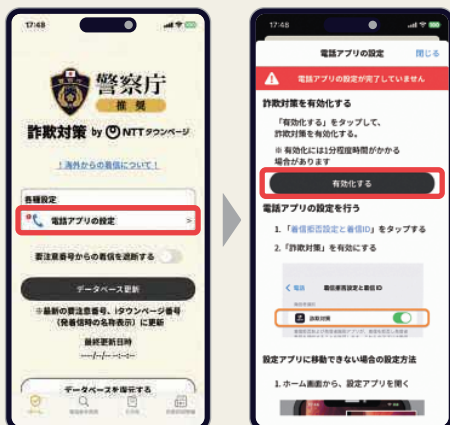 17:48
警察庁
推奨
詐欺対策 by NTTタウンページ
！海外からの着信について！
各種設定
電話アプリの設定
>
要注意番号からの着信を遮断する
データベース更新
※最新の要注意番号、iタウンページ番号
（発着信時の名称表示）に更新
最終更新日時
----/--/-- --:--:--
データベースを復元する
ホーム
17:48
電話アプリの設定
閉じる
電話アプリの設定が完了していません
詐欺対策を有効化する
「有効化する」をタップして、
詐欺対策を有効化する。
※ 有効化には1分程度時間がかかる
場合があります
有効化する
電話アプリの設定を行う
1. 「着信拒否設定と着信ID」をタップする
2. 「詐欺対策」を有効にする
電話
着信拒否設定と着信 ID
詐欺対策
設定アプリに移動できない場合の設定方法
1. ホーム画面から、設定アプリを開く